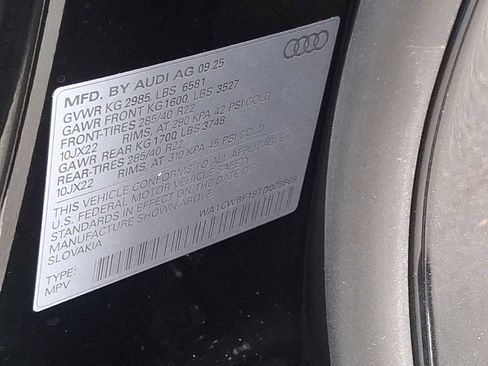 MFD. BY AUDI AG 09.25
GVWR KG 2985, LBS 6581
GAWR FRONT KG1600, LBS 3527
FRONT-TIRES 285/40 R22
10JX22 RIMS, AT 290 KPA 42 PSI COLD
GAWR REAR KG 1700, LBS 3748
REAR-TIRES 285/40 R22
10JX22 RIMS, AT 310 KPA 45 PSI COLD
THIS VEHICLE CONFORMS TO ALL APPLICABLE
U.S. FEDERAL MOTOR VEHICLE SAFETY
STANDARDS IN EFFECT ON THE DATE OF
MANUFACTURE SHOWN ABOVE.
SLOVAKIA
TYPE:
MPV